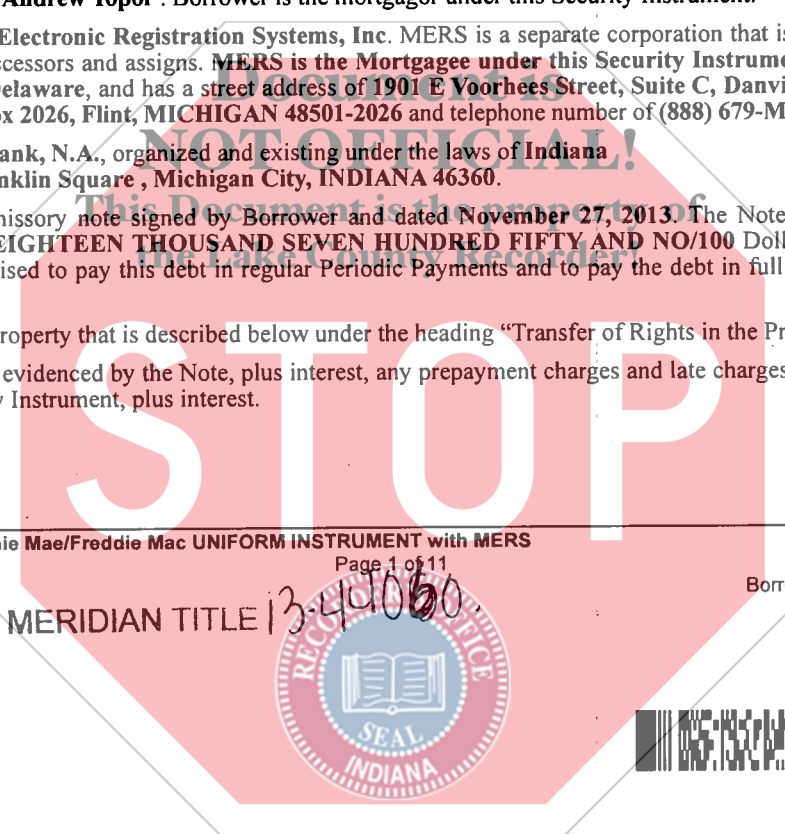 Andrew Topor . Borrower is the mortgagor under this Security Instrument.
Electronic Registration Systems, Inc. MERS is a separate corporation that is
ccessors and assigns. MERS is the Mortgagee under this Security Instrume
elaware, and has a street address of 1901 E Voorhees Street, Suite C, Danvi
x 2026, Flint, MICHIGAN 48501-2026 and telephone number of (888) 679-M
Document is
NOT OFFICIAL!
ank, N.A., organized and existing under the laws of Indiana
nklin Square , Michigan City, INDIANA 46360.
This Document is the property of
the Lake County Recorder!
nissory note signed by Borrower and dated November 27, 2013. The Note
EIGHTEEN THOUSAND SEVEN HUNDRED FIFTY AND NO/100 Doll
ised to pay this debt in regular Periodic Payments and to pay the debt in full
roperty that is described below under the heading “Transfer of Rights in the Pr
evidenced by the Note, plus interest, any prepayment charges and late charges
y Instrument, plus interest.
STOP
nie Mae/Freddie Mac UNIFORM INSTRUMENT with MERS
Page 1 of 11
Borr
MERIDIAN TITLE
RECORDER'S OFFICE
SEAL
INDIANA